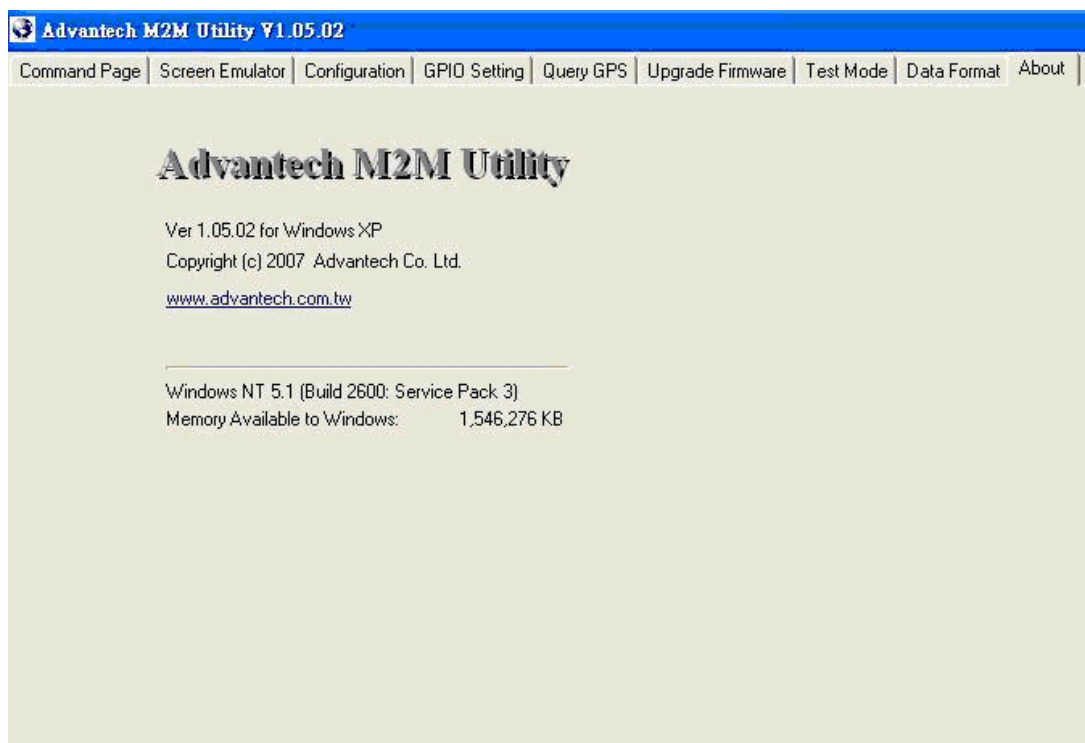 Advantech M2M Utility V1.05.02
Command Page Screen Emulator Configuration GPIO Setting Query GPS Upgrade Firmware Test Mode Data Format About
Advantech M2M Utility
Ver 1.05.02 for Windows XP
Copyright (c) 2007 Advantech Co. Ltd.
www.advantech.com.tw
Windows NT 5.1 (Build 2600: Service Pack 3)
Memory Available to Windows: 1,546,276 KB